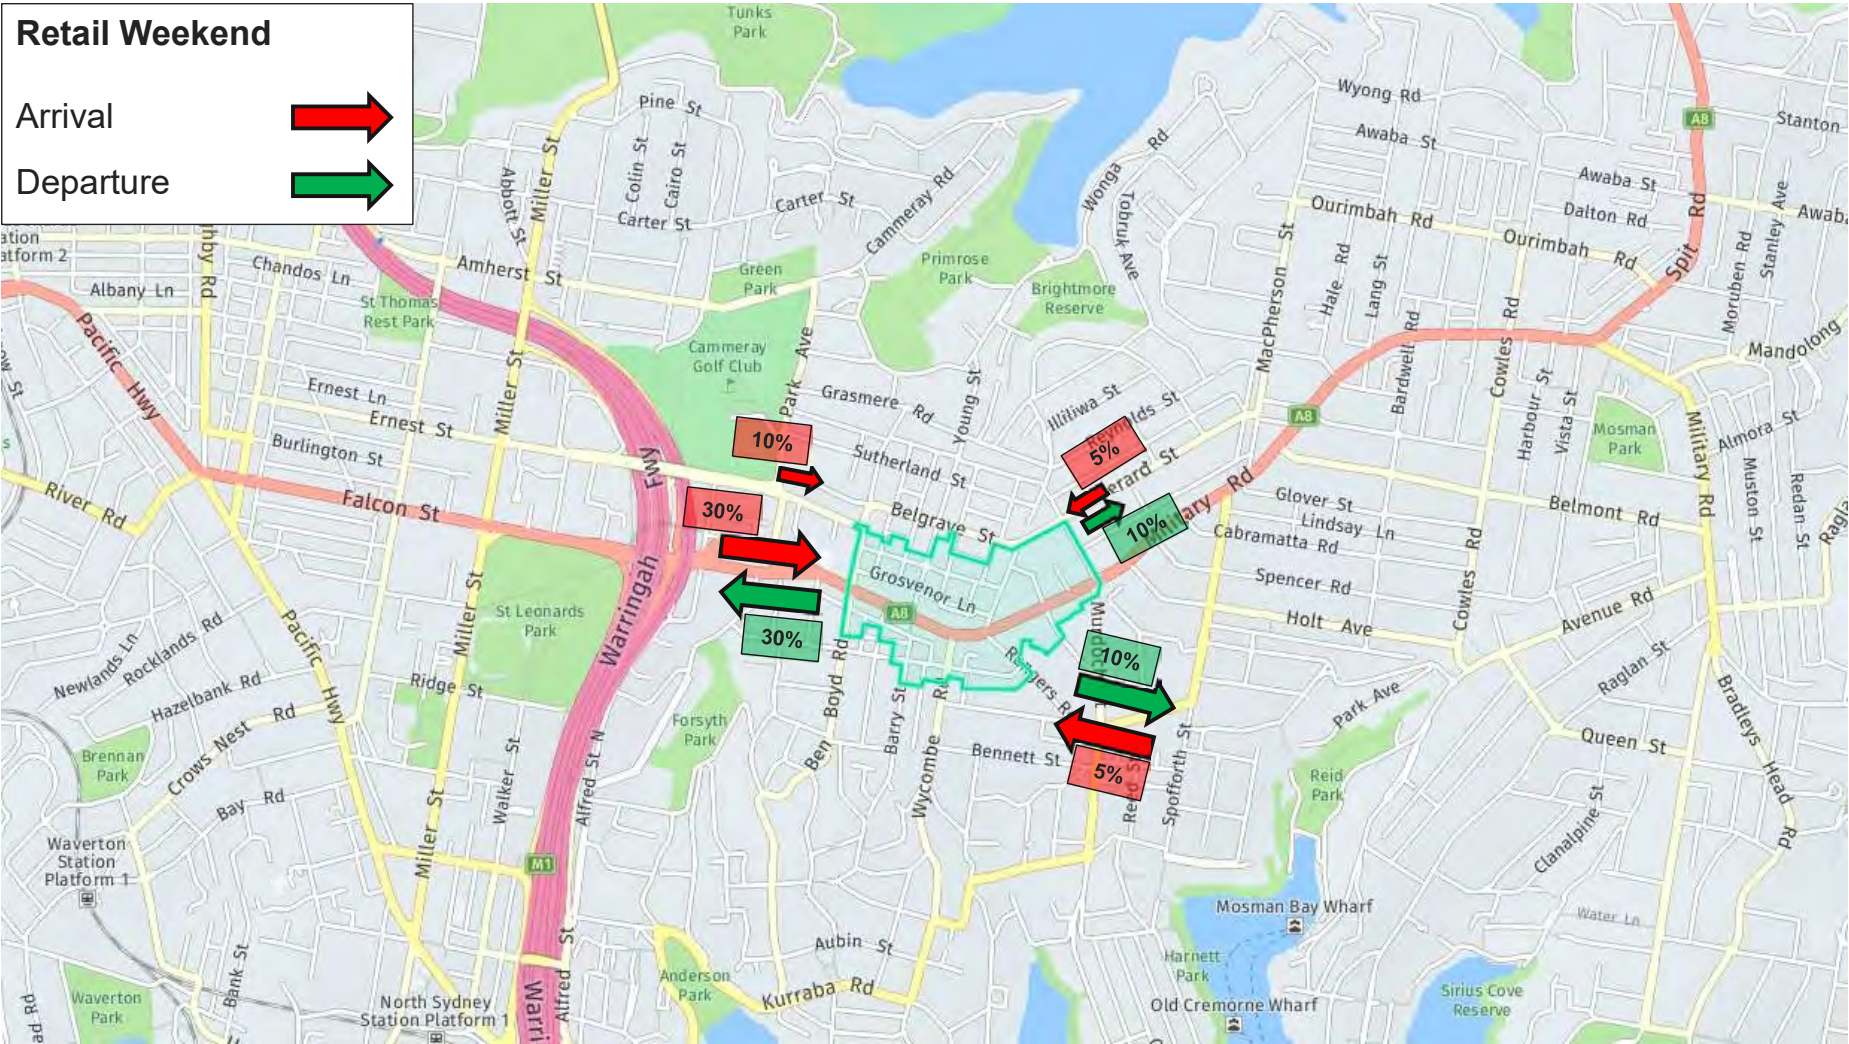 Retail Weekend
Arrival
Departure
Tunks
Park
Pine St
Colin St
Cairo St
Carter St
Carter St
Abbott St
Miller St
Amherst St
Cammeray Rd
Green
Park
Primrose
Park
Brightmore
Reserve
Wonga Rd
Tobruk Ave
Wyong Rd
Awaba St
Awaba St
Stanton
A8
Ourimbah Rd
Dalton Rd
Ourimbah Rd
Spit Rd
Stanley Ave
Moruben Rd
Mandolong
MacPherson St
Hale Rd
Lang St
Bardwell Rd
Cowles Rd
Harbour St
Vista St
Mosman
Park
Military Rd
Almora St
Muston St
Redan St
Chandos Ln
Albany Ln
St Thomas
Rest Park
Pacific Hwy
Ernest Ln
Ernest St
Miller St
Burlington St
River Rd
Falcon St
Cammeray
Golf Club
Park Ave
Grasmere Rd
Young St
Sutherland St
Belgrave St
Illiliwa St
Reynolds St
10%
30%
30%
5%
10%
10%
5%
A8
Military Rd
Glover St
Lindsay Ln
Cabramatta Rd
Belmont Rd
Spencer Rd
Holt Ave
Cowles Rd
Avenue Rd
Raglan St
Park Ave
Queen St
Bradleys Head Rd
Grosvenor Ln
A8
Warringah
Fwy
St Leonards
Park
Miller St
Ridge St
Pacific Hwy
Newlands Ln
Rocklands Rd
Hazelbank Rd
Crows Nest Rd
Brennan
Park
Bay Rd
Walker St
Alfred St N
Forsyth
Park
Ben Boyd Rd
Barry St
Wycombe
Bennett St
Spofforth St
Reid
Park
Clanalpine St
Miller St
M1
Waverton
Station
Platform 1
Mosman Bay Wharf
Water Ln
Harnett
Park
Old Cremorne Wharf
Sirius Cove
Reserve
Aubin St
Anderson
Park
Kurraba Rd
Alfred St
Bank St
Waverton
Park
North Sydney
Station Platform 1